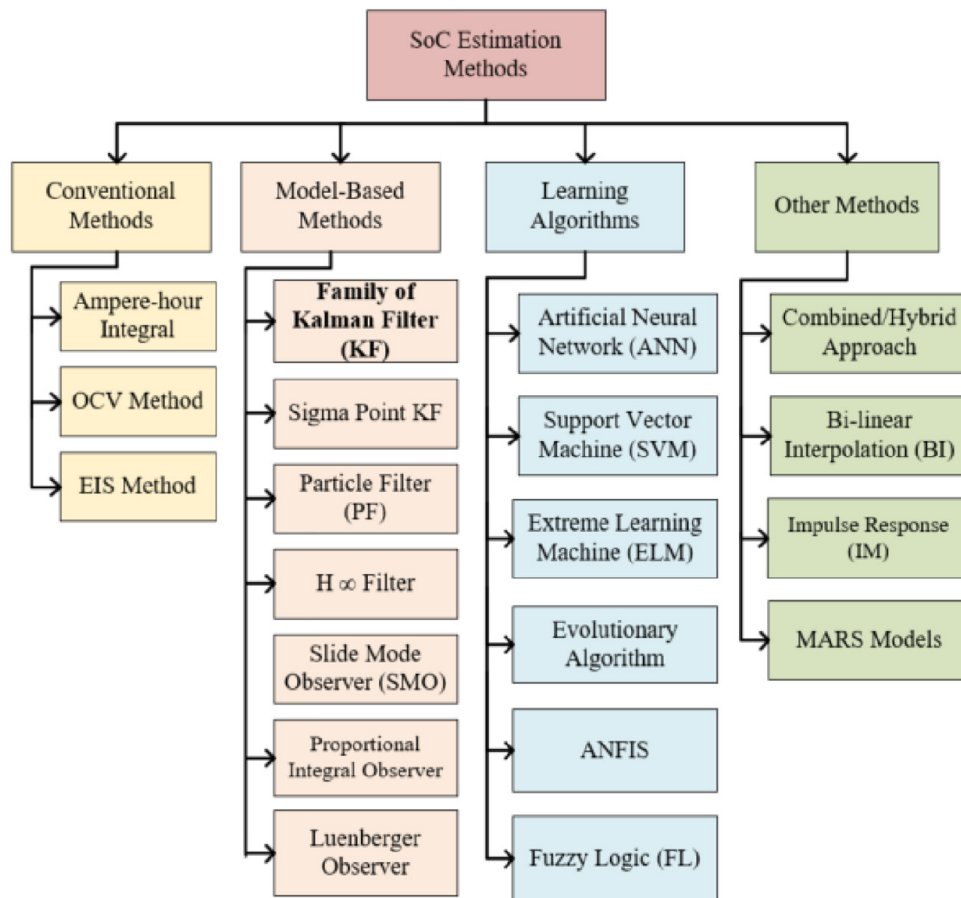 SoC Estimation
Methods
Conventional
Methods
Ampere-hour
Integral
OCV Method
EIS Method
Model-Based
Methods
Family of
Kalman Filter
(KF)
Sigma Point KF
Particle Filter
(PF)
H ∞ Filter
Slide Mode
Observer (SMO)
Proportional
Integral Observer
Luenberger
Observer
Learning
Algorithms
Artificial Neural
Network (ANN)
Support Vector
Machine (SVM)
Extreme Learning
Machine (ELM)
Evolutionary
Algorithm
ANFIS
Fuzzy Logic (FL)
Other Methods
Combined/Hybrid
Approach
Bi-linear
Interpolation (BI)
Impulse Response
(IM)
MARS Models